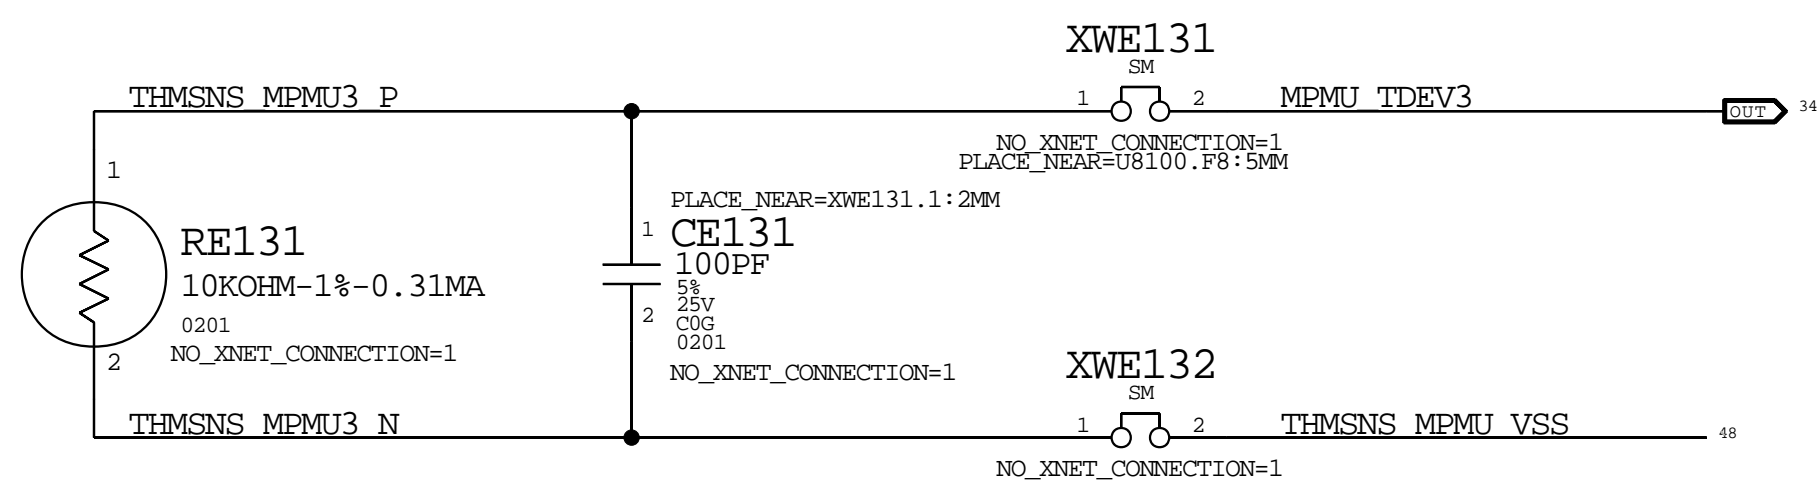 XWE131
SM
THMSNS_MPMU3_P
1
2
MPMU_TDEV3
OUT
34
NO_XNET_CONNECTION=1
PLACE_NEAR=U8100.F8:5MM
1
PLACE_NEAR=XWE131.1:2MM
1
CE131
RE131
100PF
10KOHM-1%-0.31MA
5%
25V
2
C0G
0201
0201
NO_XNET_CONNECTION=1
2
NO_XNET_CONNECTION=1
XWE132
SM
THMSNS_MPMU3_N
1
2
THMSNS_MPMU_VSS
48
NO_XNET_CONNECTION=1